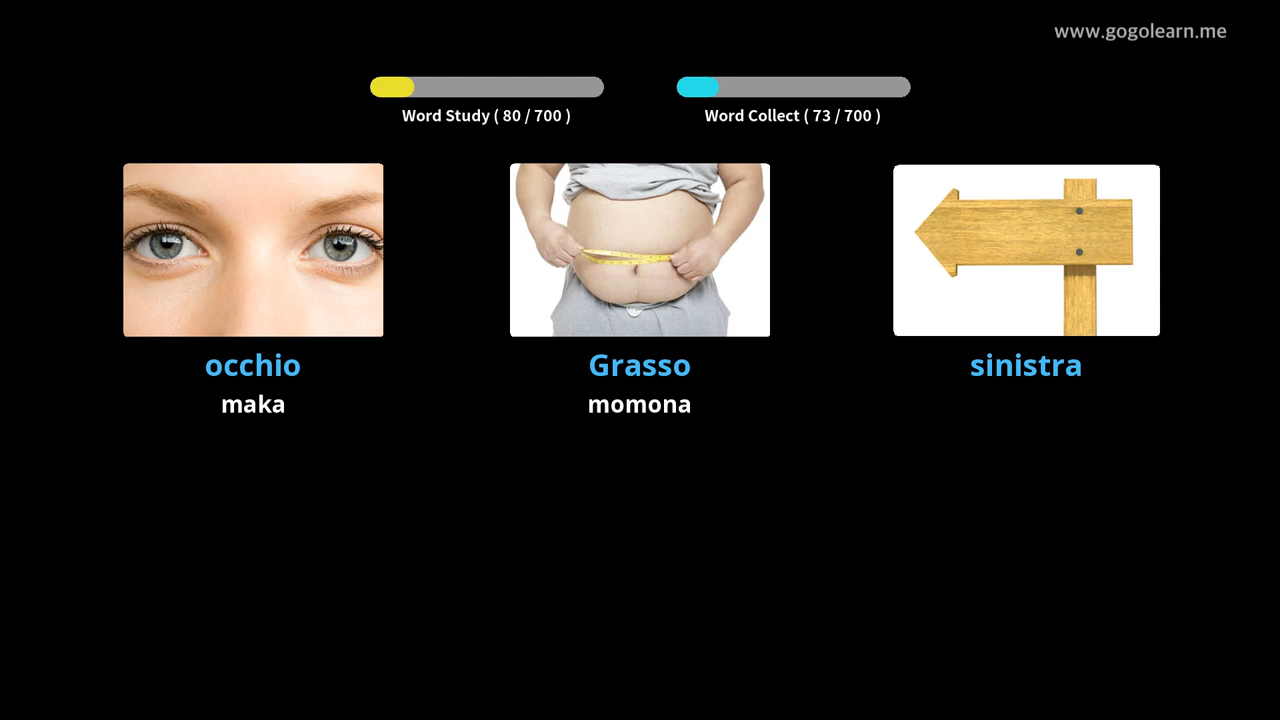 www.gogolearn.me
Word Study ( 80 / 700 )
Word Collect ( 73 / 700 )
occhio
Grasso
sinistra
maka
momona